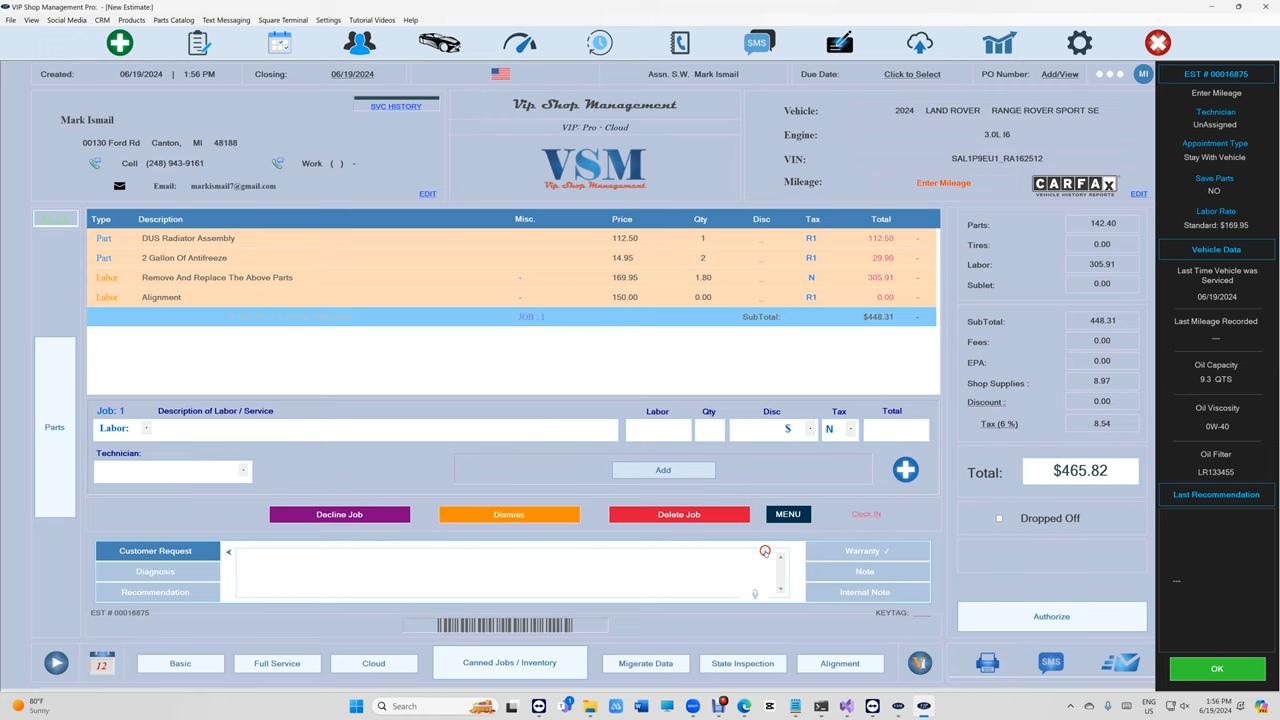 VIP Shop Management Pro: - [New Estimate:]
File View Social Media CRM Products Parts Catalog Text Messaging Square Terminal Settings Tutorial Videos Help
SMS
Created: 06/19/2024 | 1:56 PM Closing: 06/19/2024 Assn. S.W. Mark Ismail Due Date: Click to Select PO Number: Add/View MI
SVC HISTORY
Mark Ismail
00130 Ford Rd Canton, MI 48188
Cell (248) 943-9161 Work ( ) -
Email: markismail7@gmail.com
EDIT
Vip Shop Management
VIP: Pro - Cloud
VSM
Vip Shop Management
Vehicle: 2024 LAND ROVER RANGE ROVER SPORT SE
Engine: 3.0L I6
VIN: SAL1P9EU1_RA162512
Mileage: Enter Mileage CARFAX
VEHICLE HISTORY REPORTS
EDIT
Type Description Misc. Price Qty Disc Tax Total
Part DUS Radiator Assembly 112.50 1 _ R1 112.50 -
Part 2 Gallon Of Antifreeze 14.95 2 _ R1 29.90 -
Labor Remove And Replace The Above Parts - 169.95 1.80 N 305.91 -
Labor Alignment - 150.00 0.00 _ R1 0.00 -
JOB : 1 SubTotal: $448.31 -
Parts
Job: 1 Description of Labor / Service Labor Qty Disc Tax Total
Labor: $ N
Technician:
Add
Decline Job Dismiss Delete Job MENU Clock IN
Customer Request
Diagnosis
Recommendation
Warranty ✓
Note
Internal Note
EST # 00016875 KEYTAG: ____
12 Basic Full Service Cloud Canned Jobs / Inventory Migerate Data State Inspection Alignment
Parts: 142.40
Tires: 0.00
Labor: 305.91
Sublet: 0.00
SubTotal: 448.31
Fees: 0.00
EPA: 0.00
Shop Supplies : 8.97
Discount : 0.00
Tax (6 %) 8.54
Total: $465.82
Dropped Off
Authorize
SMS
EST # 00016875
Enter Mileage
Technician
UnAssigned
Appointment Type
Stay With Vehicle
Save Parts
NO
Labor Rate
Standard: $169.95
Vehicle Data
Last Time Vehicle was
Serviced
06/19/2024
Last Mileage Recorded
---
Oil Capacity
9.3 QTS
Oil Viscosity
0W-40
Oil Filter
LR133455
Last Recommendation
---
OK
80°F
Sunny
Search
ENG
US
1:56 PM
6/19/2024